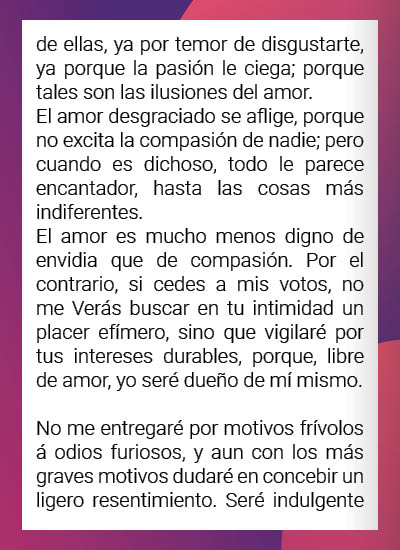 de ellas, ya por temor de disgustarte,
ya porque la pasión le ciega; porque
tales son las ilusiones del amor.
El amor desgraciado se aflige, porque
no excita la compasión de nadie; pero
cuando es dichoso, todo le parece
encantador, hasta las cosas más
indiferentes.
El amor es mucho menos digno de
envidia que de compasión. Por el
contrario, si cedes a mis votos, no
me Verás buscar en tu intimidad un
placer efímero, sino que vigilaré por
tus intereses durables, porque, libre
de amor, yo seré dueño de mí mismo.
No me entregaré por motivos frívolos
á odios furiosos, y aun con los más
graves motivos dudaré en concebir un
ligero resentimiento. Seré indulgente